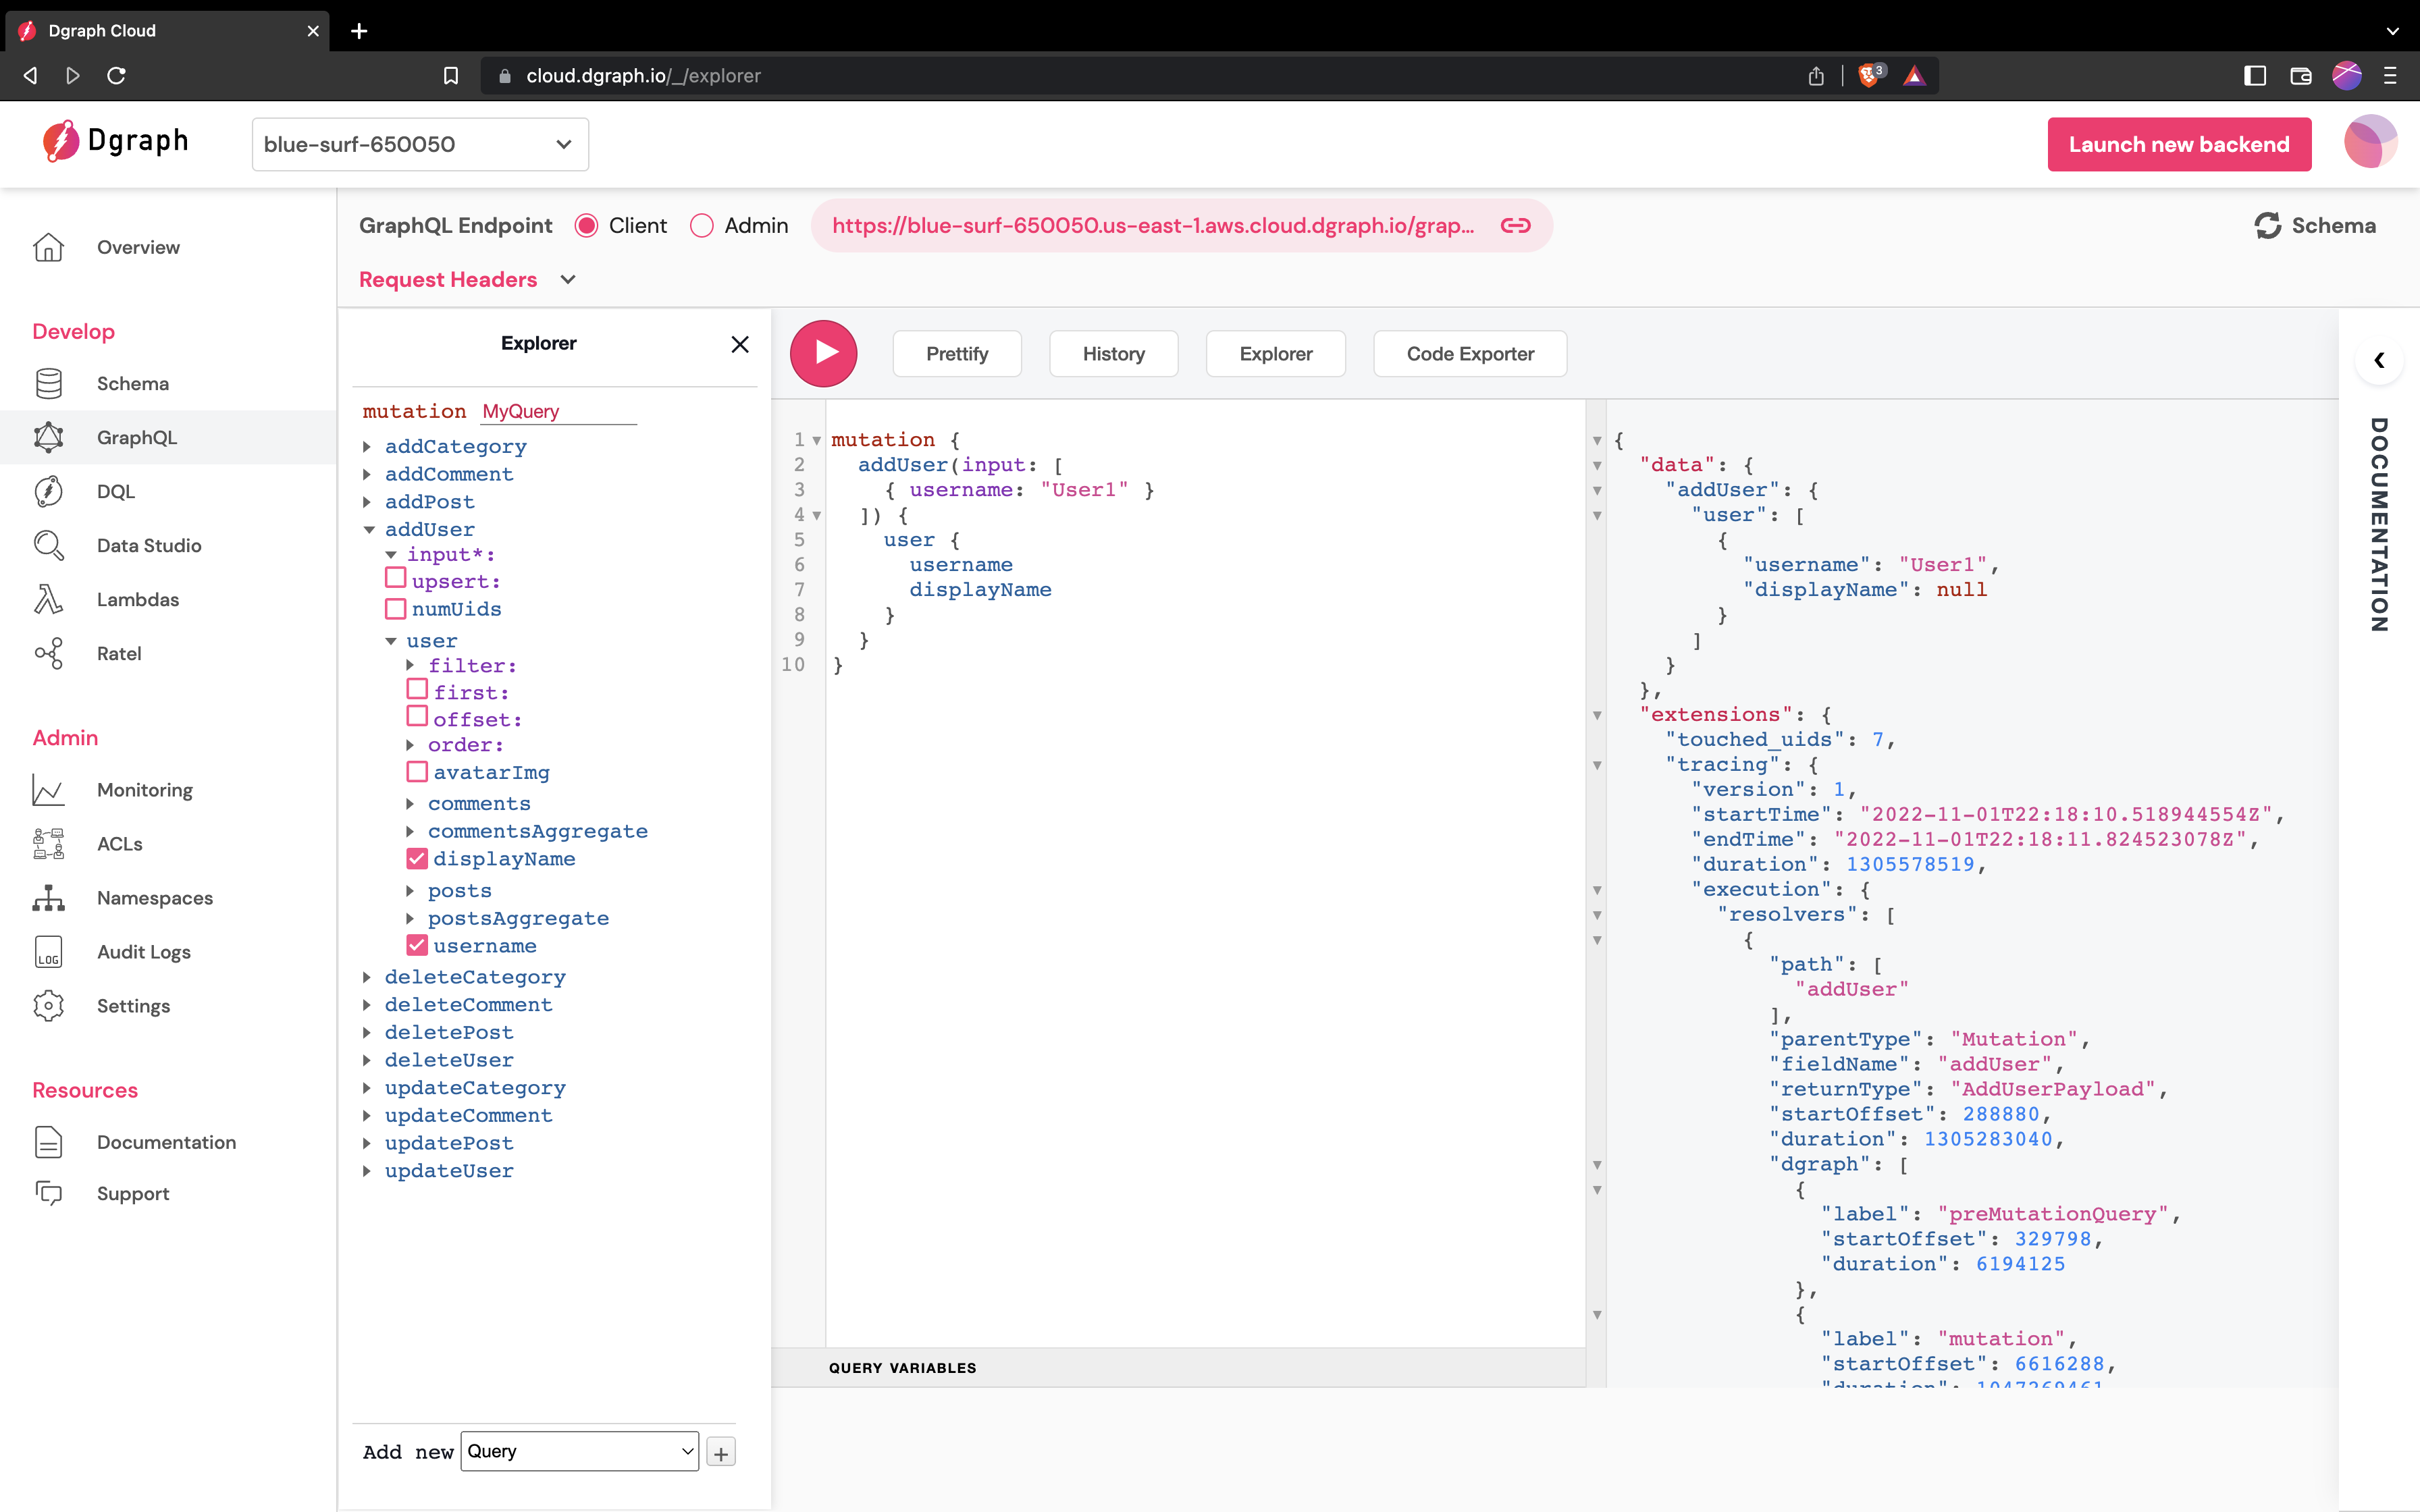 Dgraph Cloud
cloud.dgraph.io/_/explorer
3
Dgraph
blue-surf-650050
Launch new backend
Overview
Develop
Schema
GraphQL
DQL
Data Studio
Lambdas
Ratel
Admin
Monitoring
ACLs
Namespaces
LOG
Audit Logs
Settings
Resources
Documentation
Support
GraphQL Endpoint
Client
Admin
https://blue-surf-650050.us-east-1.aws.cloud.dgraph.io/grap...
Schema
Request Headers
Explorer
mutation MyQuery
addCategory
addComment
addPost
addUser
input*:
upsert:
numUids
user
filter:
first:
offset:
order:
avatarImg
comments
commentsAggregate
displayName
posts
postsAggregate
username
deleteCategory
deleteComment
deletePost
deleteUser
updateCategory
updateComment
updatePost
updateUser
Add new Query
+
Prettify
History
Explorer
Code Exporter
1 mutation {
2 addUser(input: [
3 { username: "User1" }
4 ]) {
5 user {
6 username
7 displayName
8 }
9 }
10 }
QUERY VARIABLES
{
"data": {
"addUser": {
"user": [
{
"username": "User1",
"displayName": null
}
]
}
},
"extensions": {
"touched_uids": 7,
"tracing": {
"version": 1,
"startTime": "2022-11-01T22:18:10.518944554Z",
"endTime": "2022-11-01T22:18:11.824523078Z",
"duration": 1305578519,
"execution": {
"resolvers": [
{
"path": [
"addUser"
],
"parentType": "Mutation",
"fieldName": "addUser",
"returnType": "AddUserPayload",
"startOffset": 288880,
"duration": 1305283040,
"dgraph": [
{
"label": "preMutationQuery",
"startOffset": 329798,
"duration": 6194125
},
{
"label": "mutation",
"startOffset": 6616288,
"duration":
DOCUMENTATION